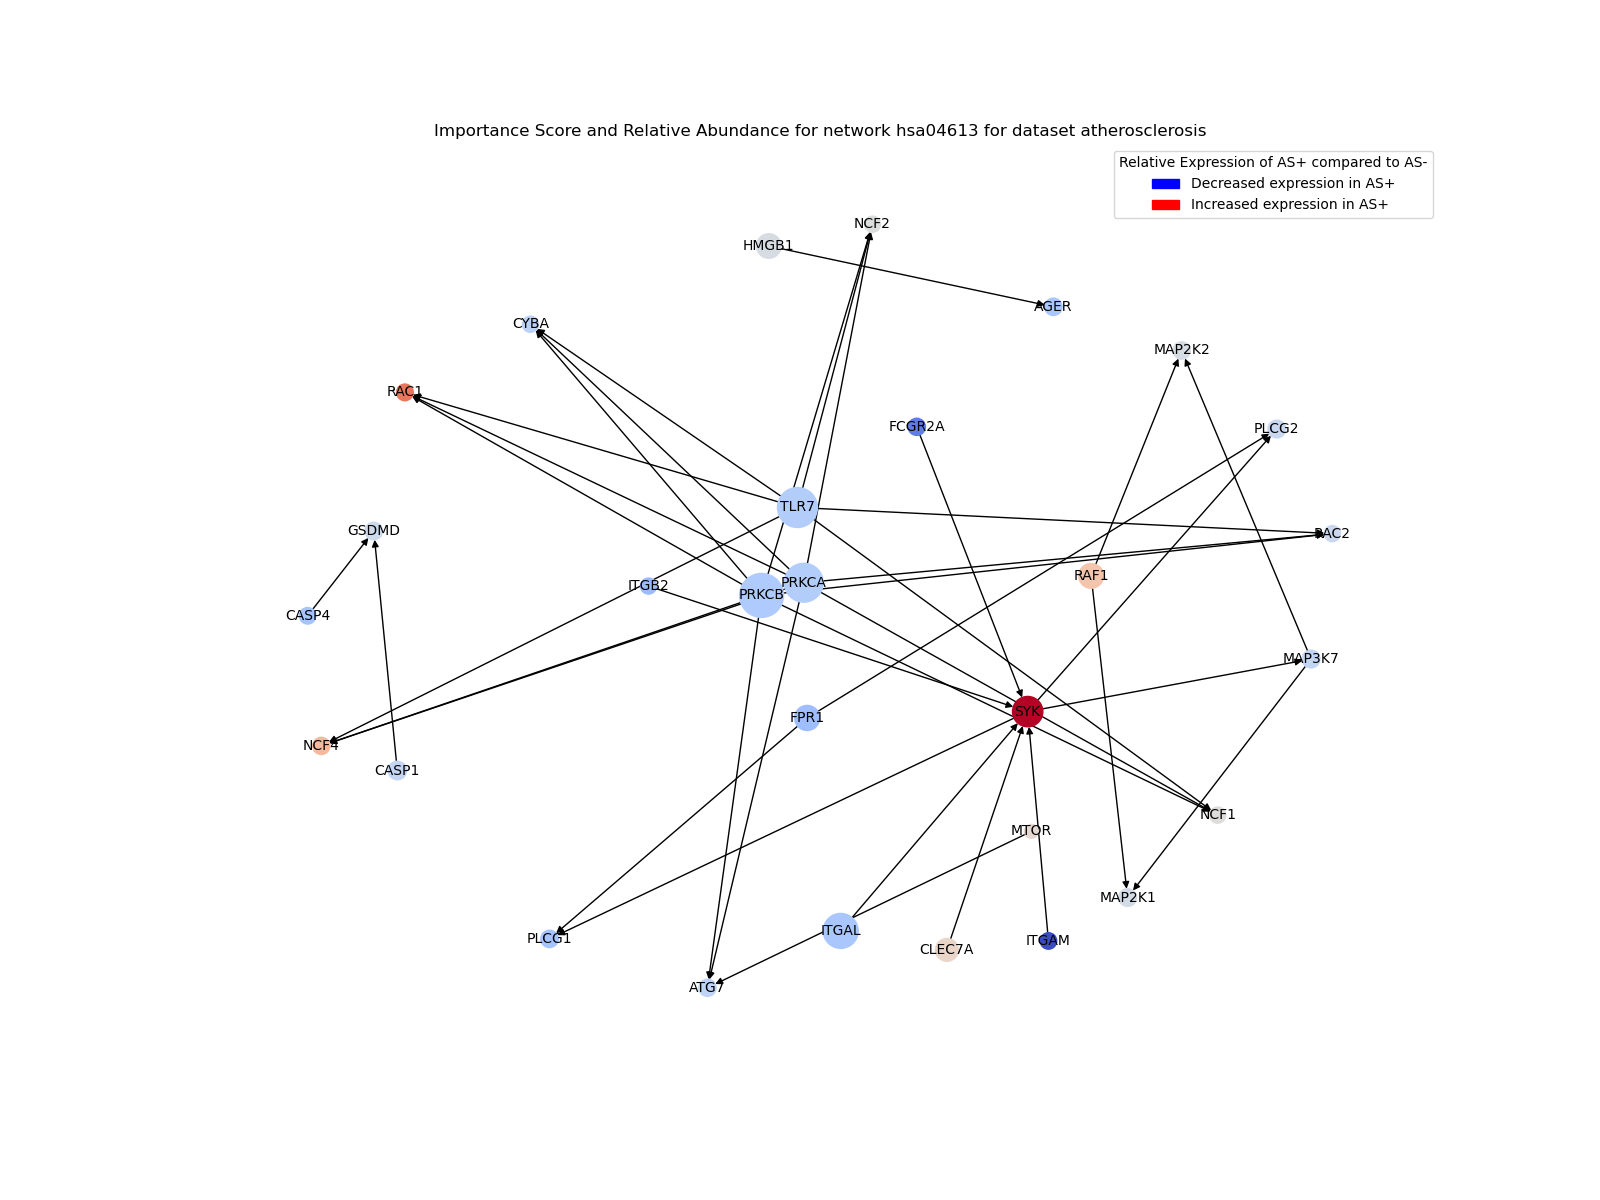 Importance Score and Relative Abundance for network hsa04613 for dataset atherosclerosis
Relative Expression of AS+ compared to AS-
Decreased expression in AS+
Increased expression in AS+
NCF2
HMGB1
AGER
CYBA
MAP2K2
RAC1
FCGR2A
PLCG2
TLR7
GSDMD
RAC2
RAF1
PRKCA
ITGB2
PRKCB
CASP4
MAP3K7
SYK
FPR1
NCF4
CASP1
NCF1
MTOR
MAP2K1
ITGAL
PLCG1
ITGAM
CLEC7A
ATG7